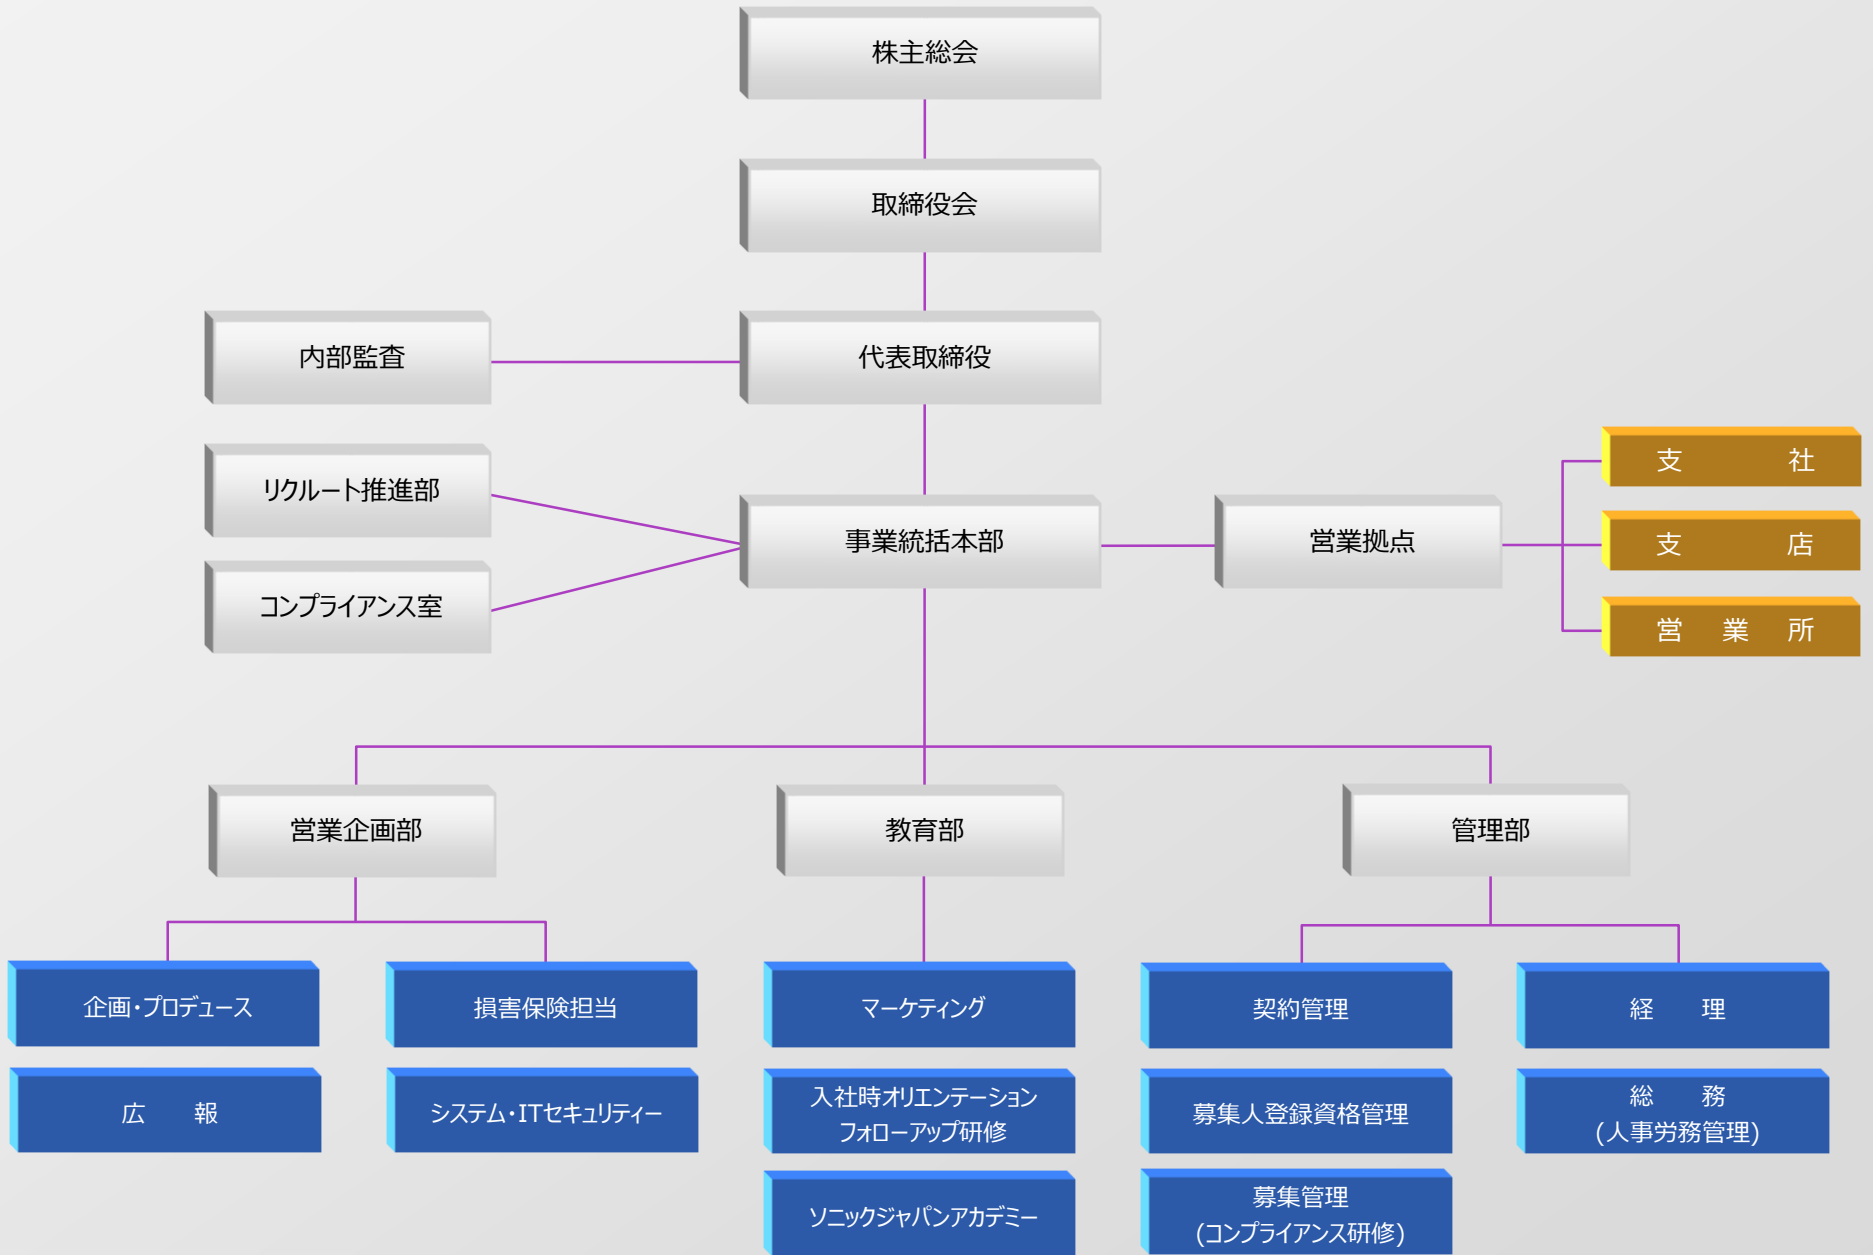 株主総会
取締役会
内部監査
代表取締役
リクルート推進部
コンプライアンス室
事業統括本部
営業拠点
支　　　　社
支　　　　店
営　業　所
営業企画部
教育部
管理部
企画・プロデュース
損害保険担当
マーケティング
契約管理
経　　理
広　　報
システム・ITセキュリティー
入社時オリエンテーション
フォローアップ研修
募集人登録資格管理
総　　務
(人事労務管理)
ソニックジャパンアカデミー
募集管理
(コンプライアンス研修)